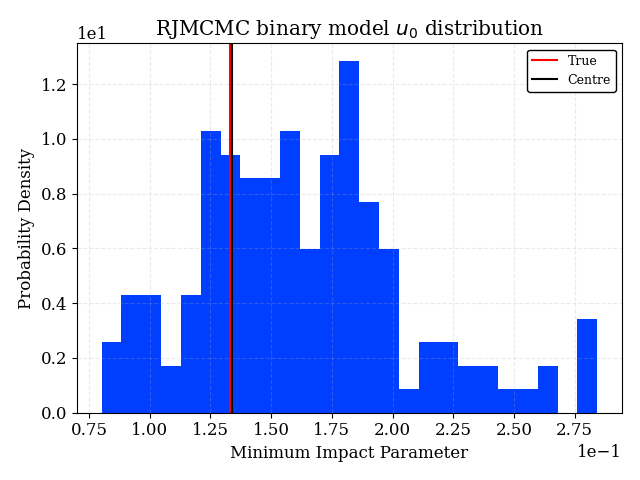 RJMCMC binary model u₀ distribution
1e1
True
Centre
Probability Density
1.2
1.0
0.8
0.6
0.4
0.2
0.0
0.75 1.00 1.25 1.50 1.75 2.00 2.25 2.50 2.75
1e−1
Minimum Impact Parameter